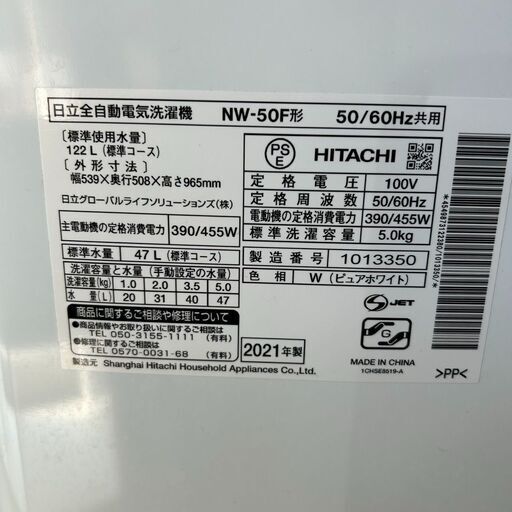 日立全自動電気洗濯機 NW-50F形 50/60Hz共用
［標準使用水量］
122 L（標準コース）
［外形寸法］
幅539×奥行508×高さ965mm
日立グローバルライフソリューションズ(株)
主電動機の定格消費電力 390/455W
標準水量 47 L（標準コース）
洗濯容量と水量（手動設定の水量）
洗濯容量(kg) 1.0 2.0 3.5 5.0
水量(L) 20 31 40 47
商品に関するご相談や修理について
●商品情報やお取り扱いに関するご相談
TEL 050-3155-1111（有料）
●修理に関するご相談
TEL 0570-0031-68（有料）
PS
E
HITACHI
定格電圧 100V
定格周波数 50/60Hz
電動機の定格消費電力 390/455W
標準洗濯容量 5.0kg
製造番号 1013350
色相 W（ピュアホワイト）
2021年製
S JET
MADE IN CHINA
1CHSE8519-A
>PP<
製造元 Shanghai Hitachi Household Appliances Co.,Ltd.